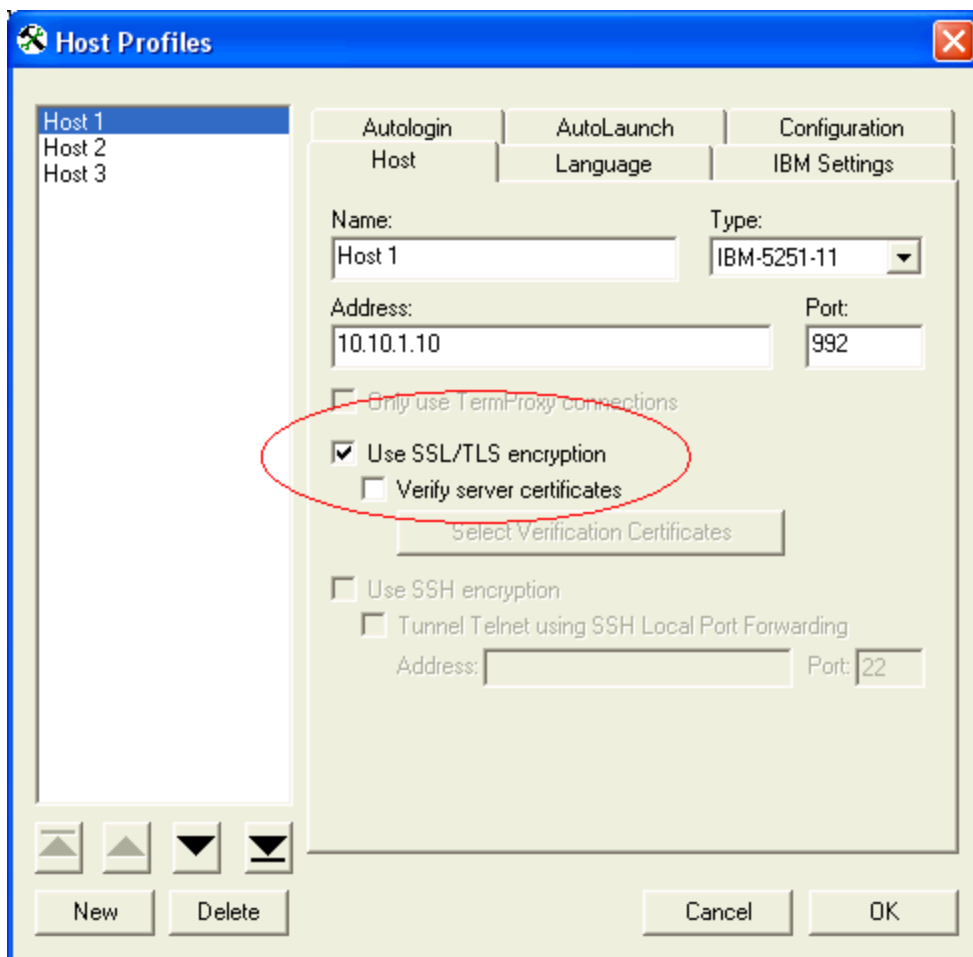 Host Profiles
Host 1
Host 2
Host 3
Autologin AutoLaunch Configuration
Host Language IBM Settings
Name: Type:
Host 1 IBM-5251-11
Address: Port:
10.10.1.10 992
Only use TermProxy connections
Use SSL/TLS encryption
Verify server certificates
Select Verification Certificates
Use SSH encryption
Tunnel Telnet using SSH Local Port Forwarding
Address: Port: 22
New Delete Cancel OK